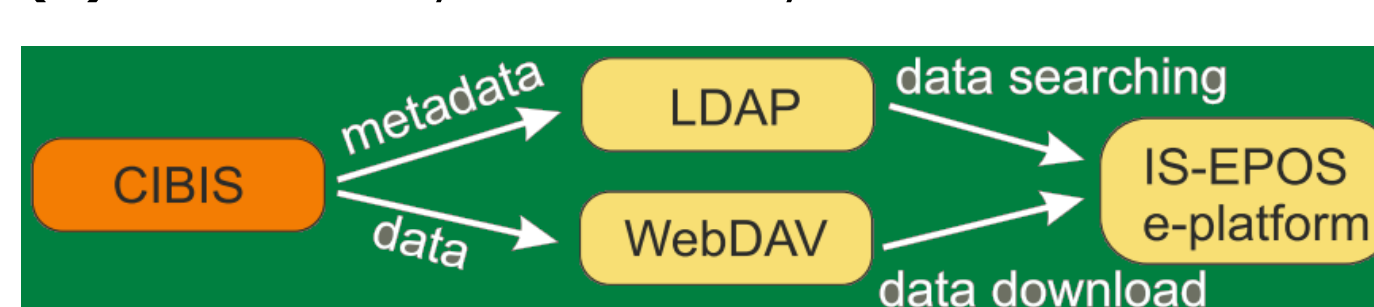 metadata
LDAP
data searching
CIBIS
IS-EPOS
e-platform
data
WebDAV
data download